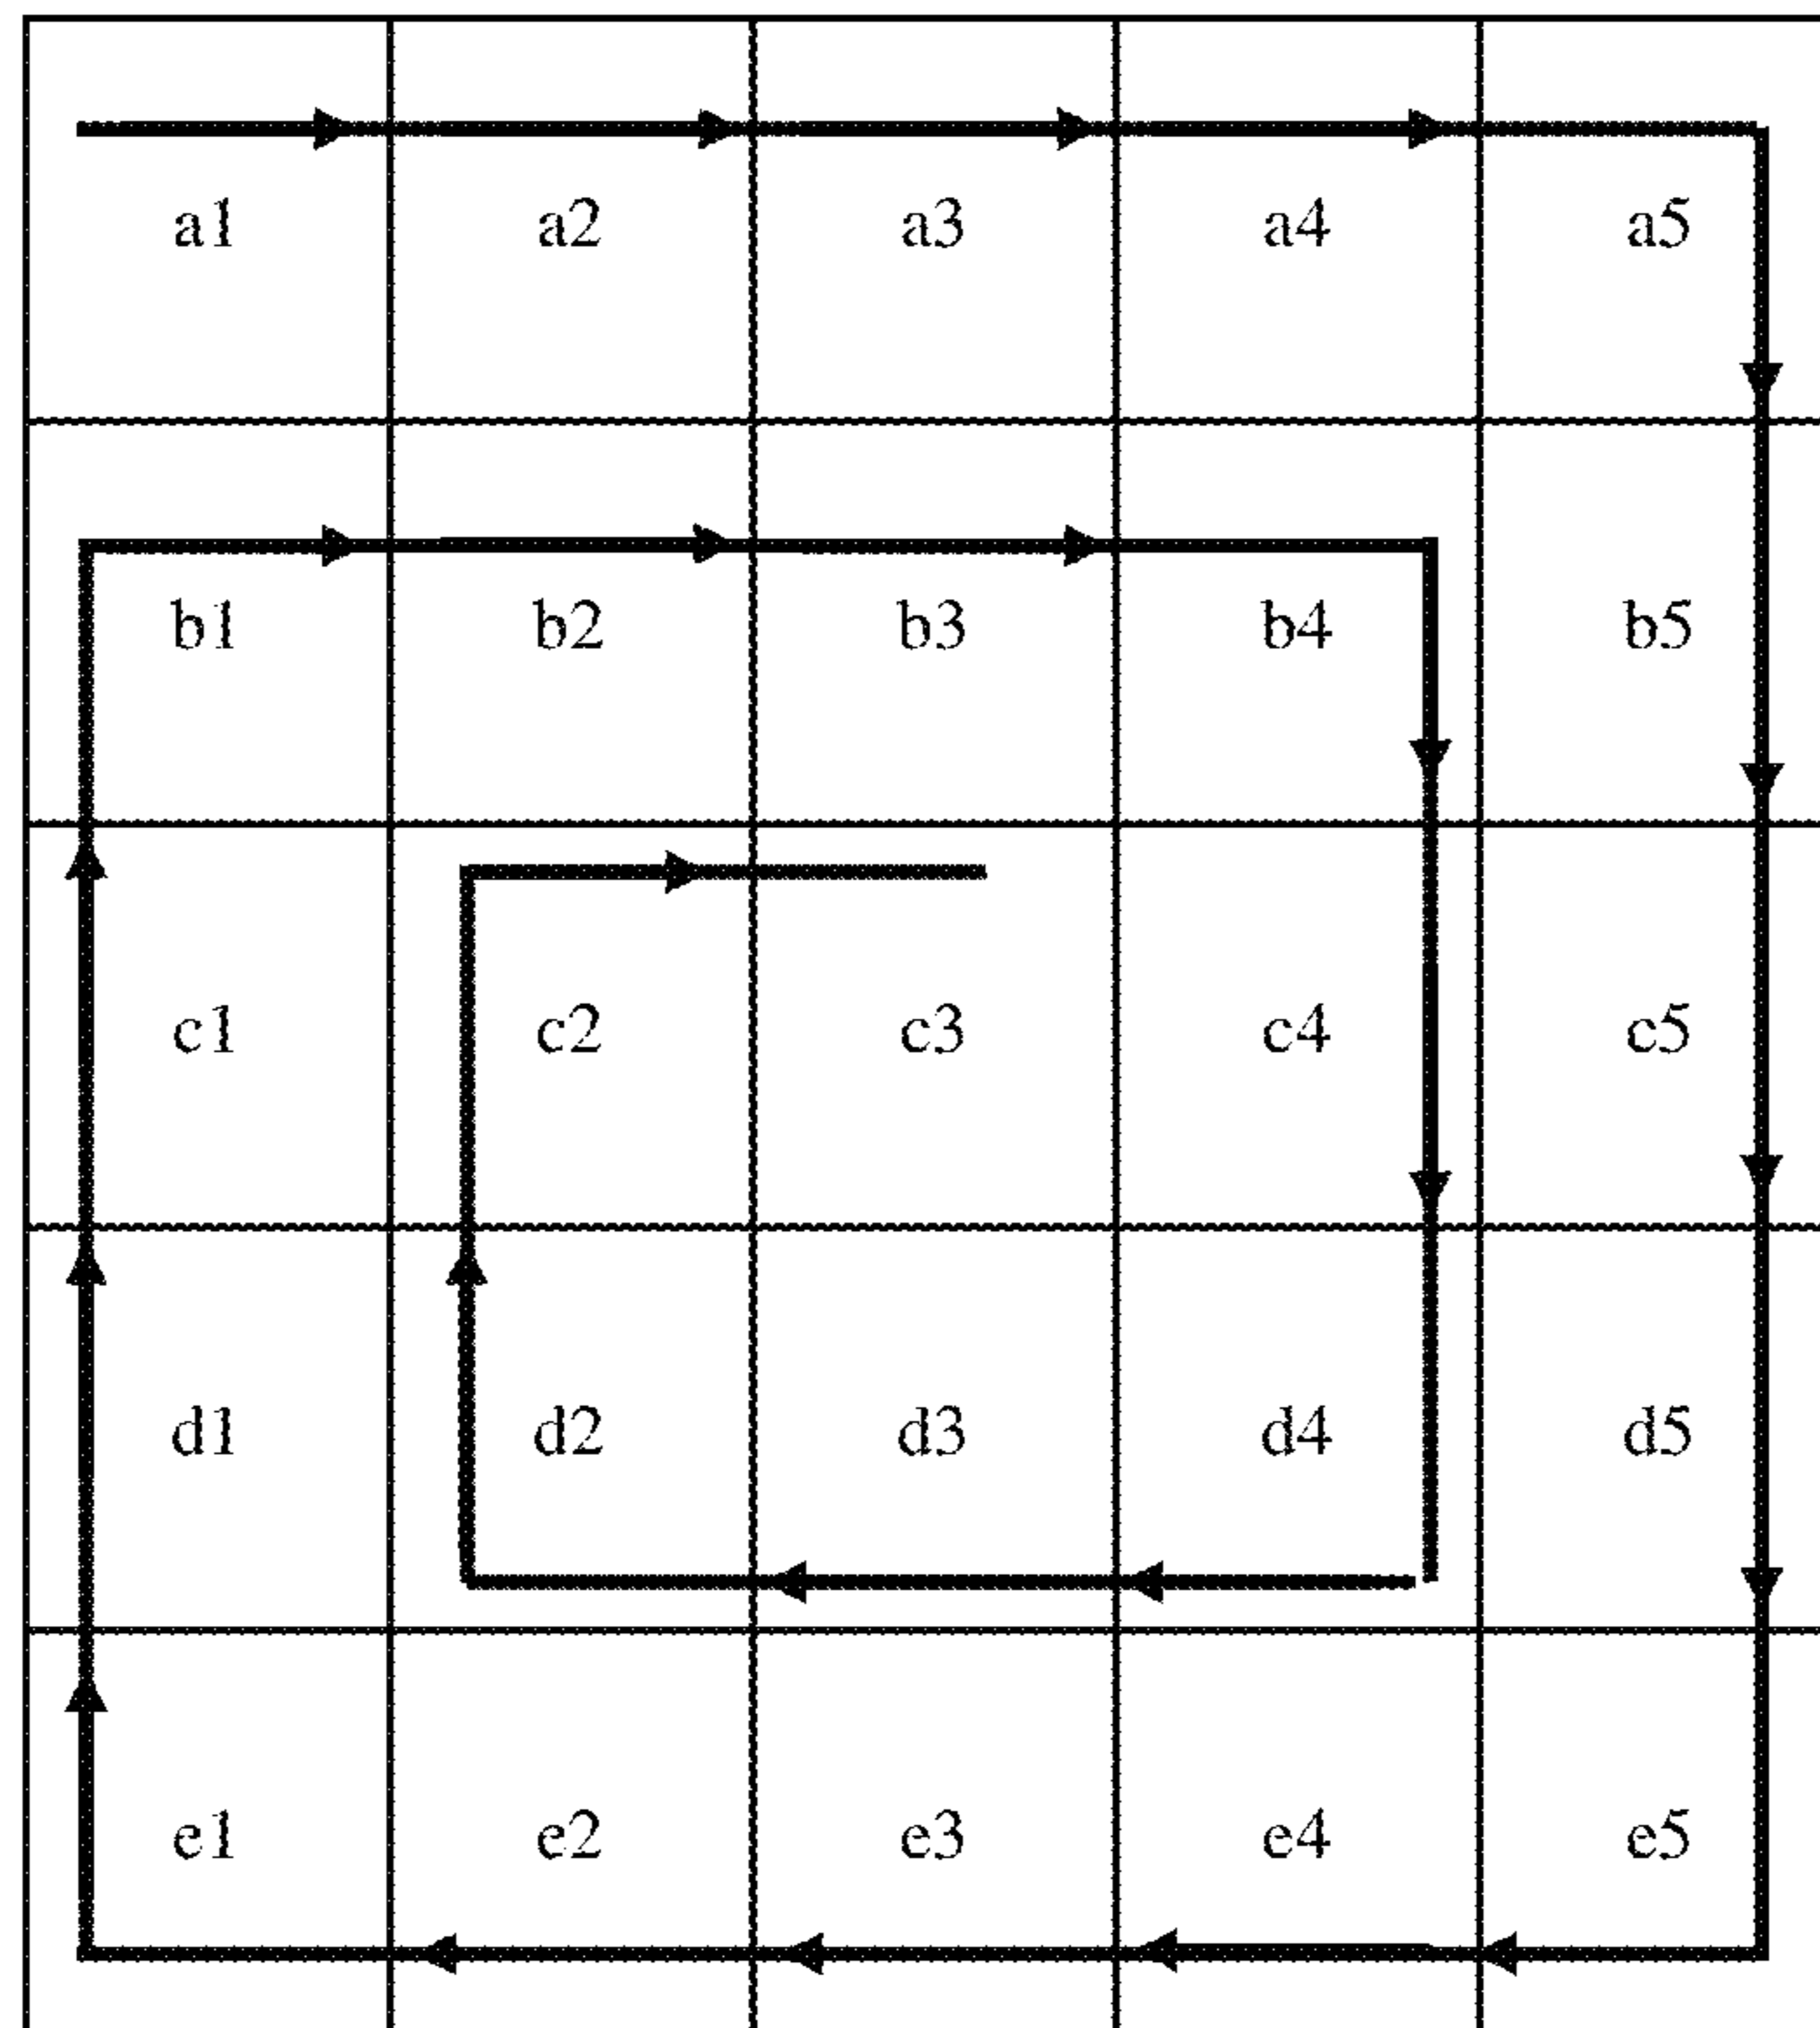 a1 a2 a3 a4 a5
b1 b2 b3 b4 b5
c1 c2 c3 c4 c5
d1 d2 d3 d4 d5
e1 e2 e3 e4 e5